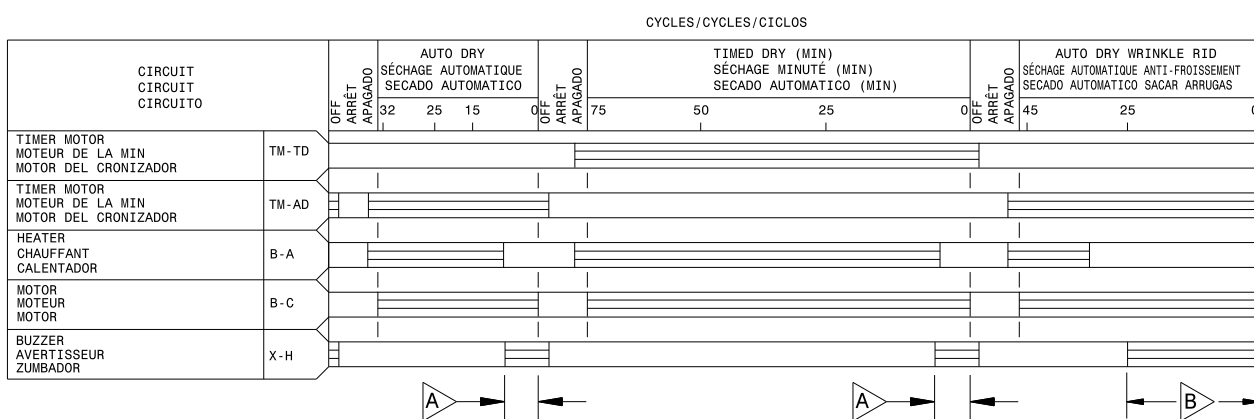 CYCLES/CYCLES/CICLOS
CIRCUIT
CIRCUIT
CIRCUITO
OFF
ARRÊT
APAGADO
AUTO DRY
SÉCHAGE AUTOMATIQUE
SECADO AUTOMATICO
32 25 15 0
OFF
ARRÊT
APAGADO
TIMED DRY (MIN)
SÉCHAGE MINUTÉ (MIN)
SECADO AUTOMATICO (MIN)
75 50 25 0
OFF
ARRÊT
APAGADO
AUTO DRY WRINKLE RID
SÉCHAGE AUTOMATIQUE ANTI-FROISSEMENT
SECADO AUTOMATICO SACAR ARRUGAS
45 25 0
TIMER MOTOR
MOTEUR DE LA MIN
MOTOR DEL CRONIZADOR
TM-TD
TIMER MOTOR
MOTEUR DE LA MIN
MOTOR DEL CRONIZADOR
TM-AD
HEATER
CHAUFFANT
CALENTADOR
B-A
MOTOR
MOTEUR
MOTOR
B-C
BUZZER
AVERTISSEUR
ZUMBADOR
X-H
A A B